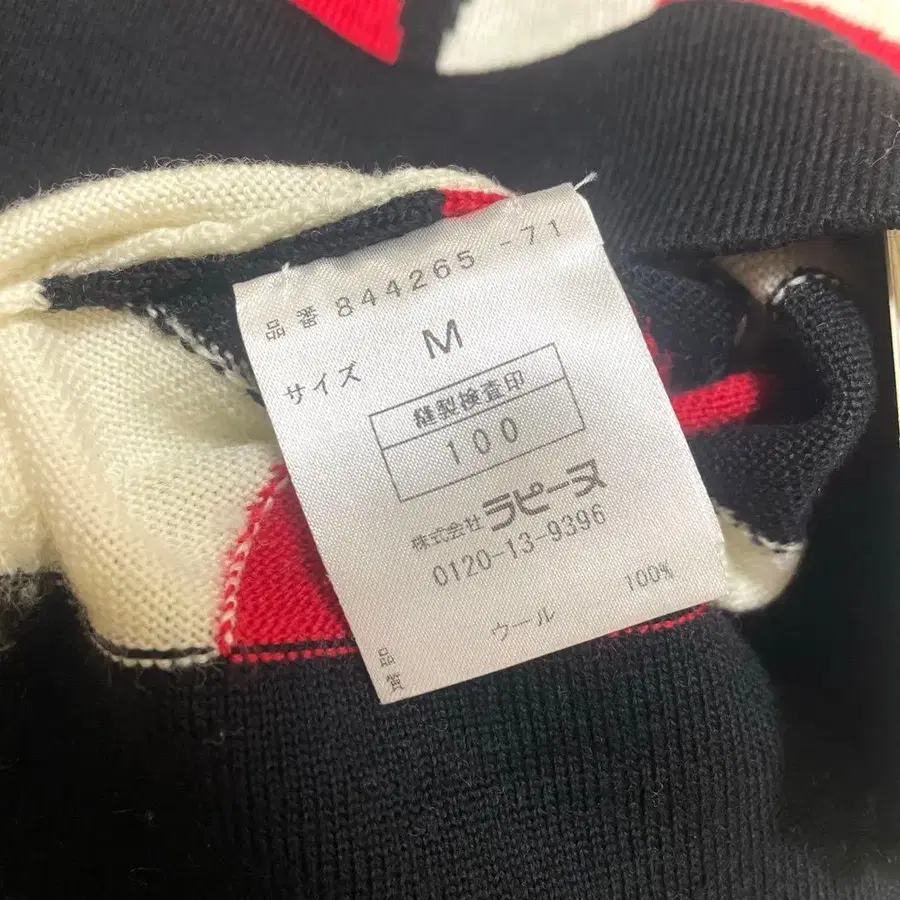 品番 844265 -71
サイズ M
縫製検査印
100
株式会社 ラピーヌ
0120-13-9396
品質 ウール 100%